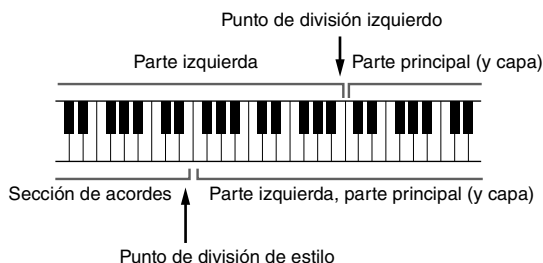 Punto de división izquierdo
Parte izquierda
Parte principal (y capa)
Sección de acordes
Parte izquierda, parte principal (y capa)
Punto de división de estilo